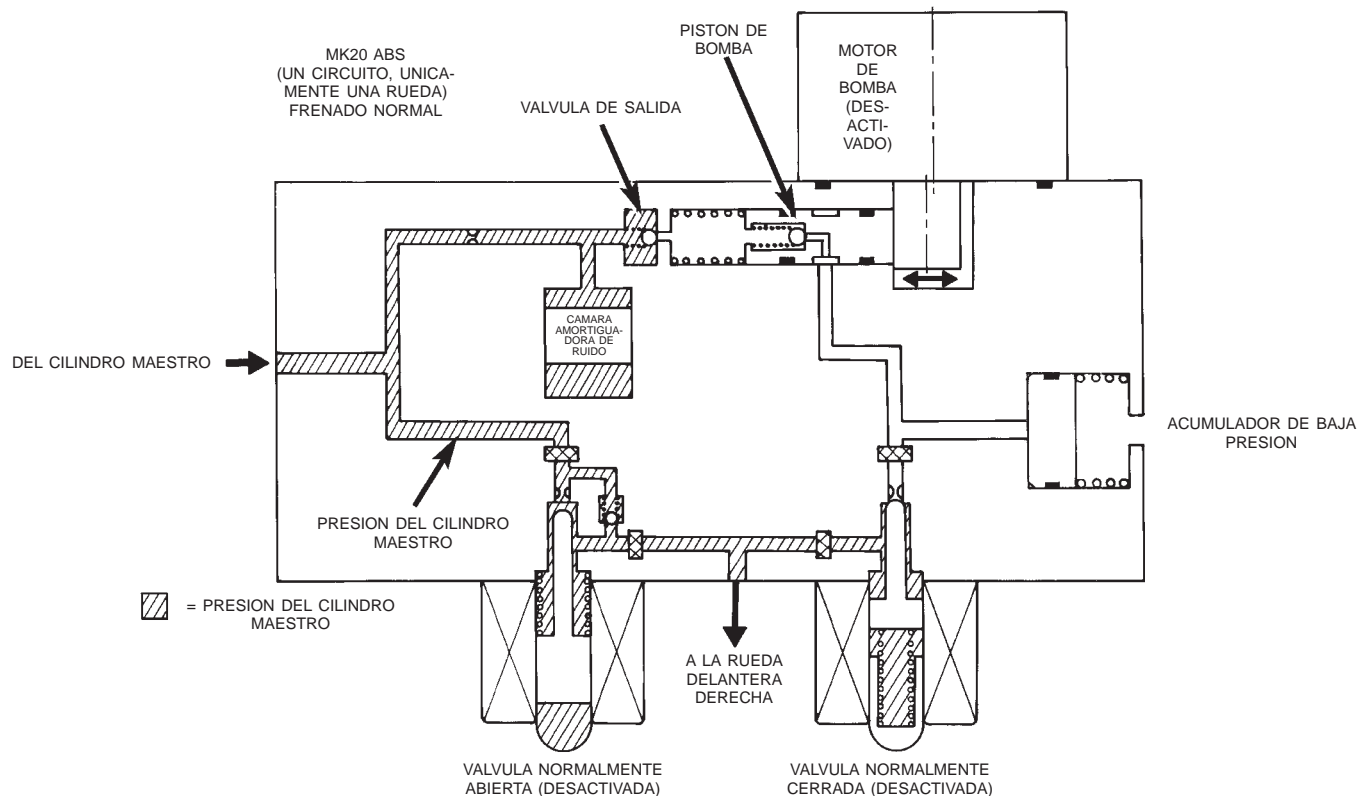 MK20 ABS
(UN CIRCUITO, UNICA-
MENTE UNA RUEDA)
FRENADO NORMAL
VALVULA DE SALIDA
PISTON DE
BOMBA
MOTOR
DE
BOMBA
(DES-
ACTI-
VADO)
CAMARA
AMORTIGUA-
DORA DE
RUIDO
DEL CILINDRO MAESTRO
ACUMULADOR DE BAJA
PRESION
PRESION DEL CILINDRO
MAESTRO
= PRESION DEL CILINDRO
MAESTRO
A LA RUEDA
DELANTERA
DERECHA
VALVULA NORMALMENTE
ABIERTA (DESACTIVADA)
VALVULA NORMALMENTE
CERRADA (DESACTIVADA)